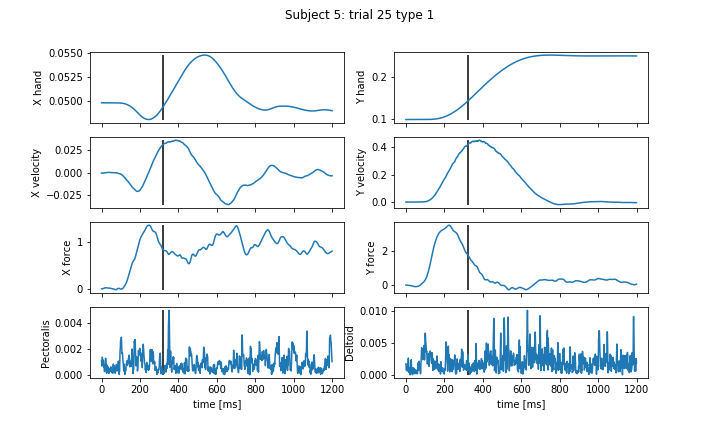 Subject 5: trial 25 type 1
X hand
0.0550
0.0525
0.0500
Y hand
0.2
0.1
X velocity
0.025
0.000
−0.025
Y velocity
0.4
0.2
0.0
X force
1
0
Y force
2
0
Pectoralis
0.004
0.002
0.000
Deltoid
0.010
0.005
0.000
0 200 400 600 800 1000 1200
0 200 400 600 800 1000 1200
time [ms]
time [ms]